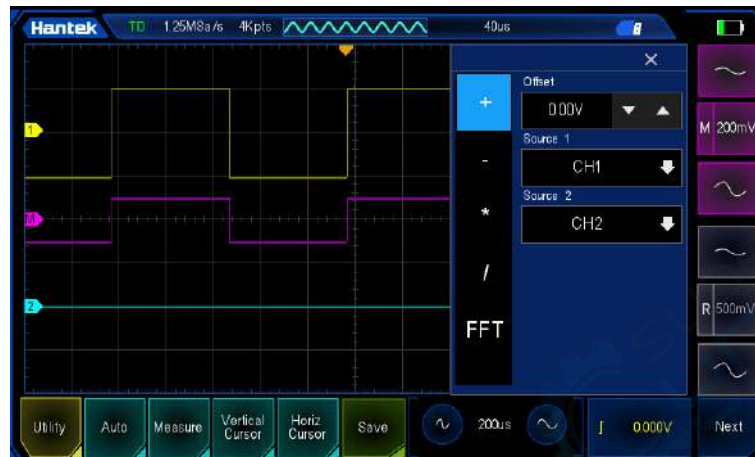 Hantek TD 1.25MSa/s 4Kpts 40us
×
Offset
+ 0.00V
1
M 200mV
Source 1
- CH1
Source 2
* CH2
M
/
2
R 500mV
FFT
Utility Auto Measure Vertical Cursor Horiz Cursor Save 200us 0.000V Next